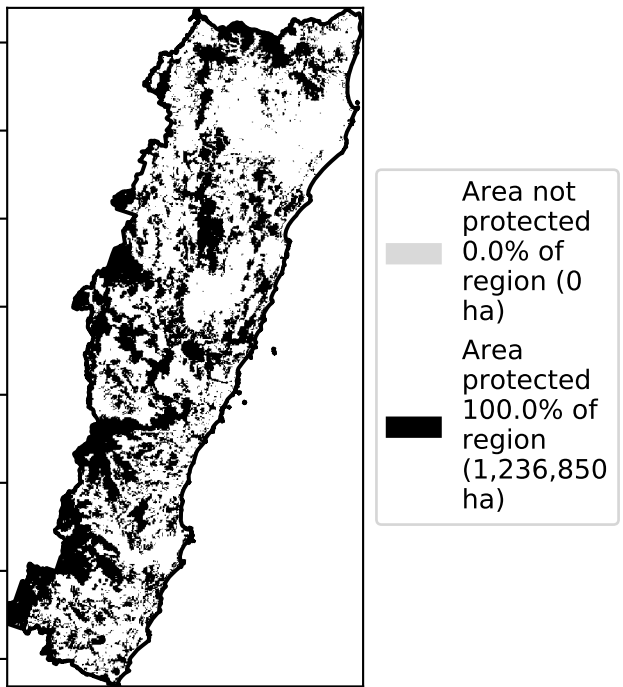 Area not
protected
0.0% of
region (0
ha)
Area
protected
100.0% of
region
(1,236,850
ha)